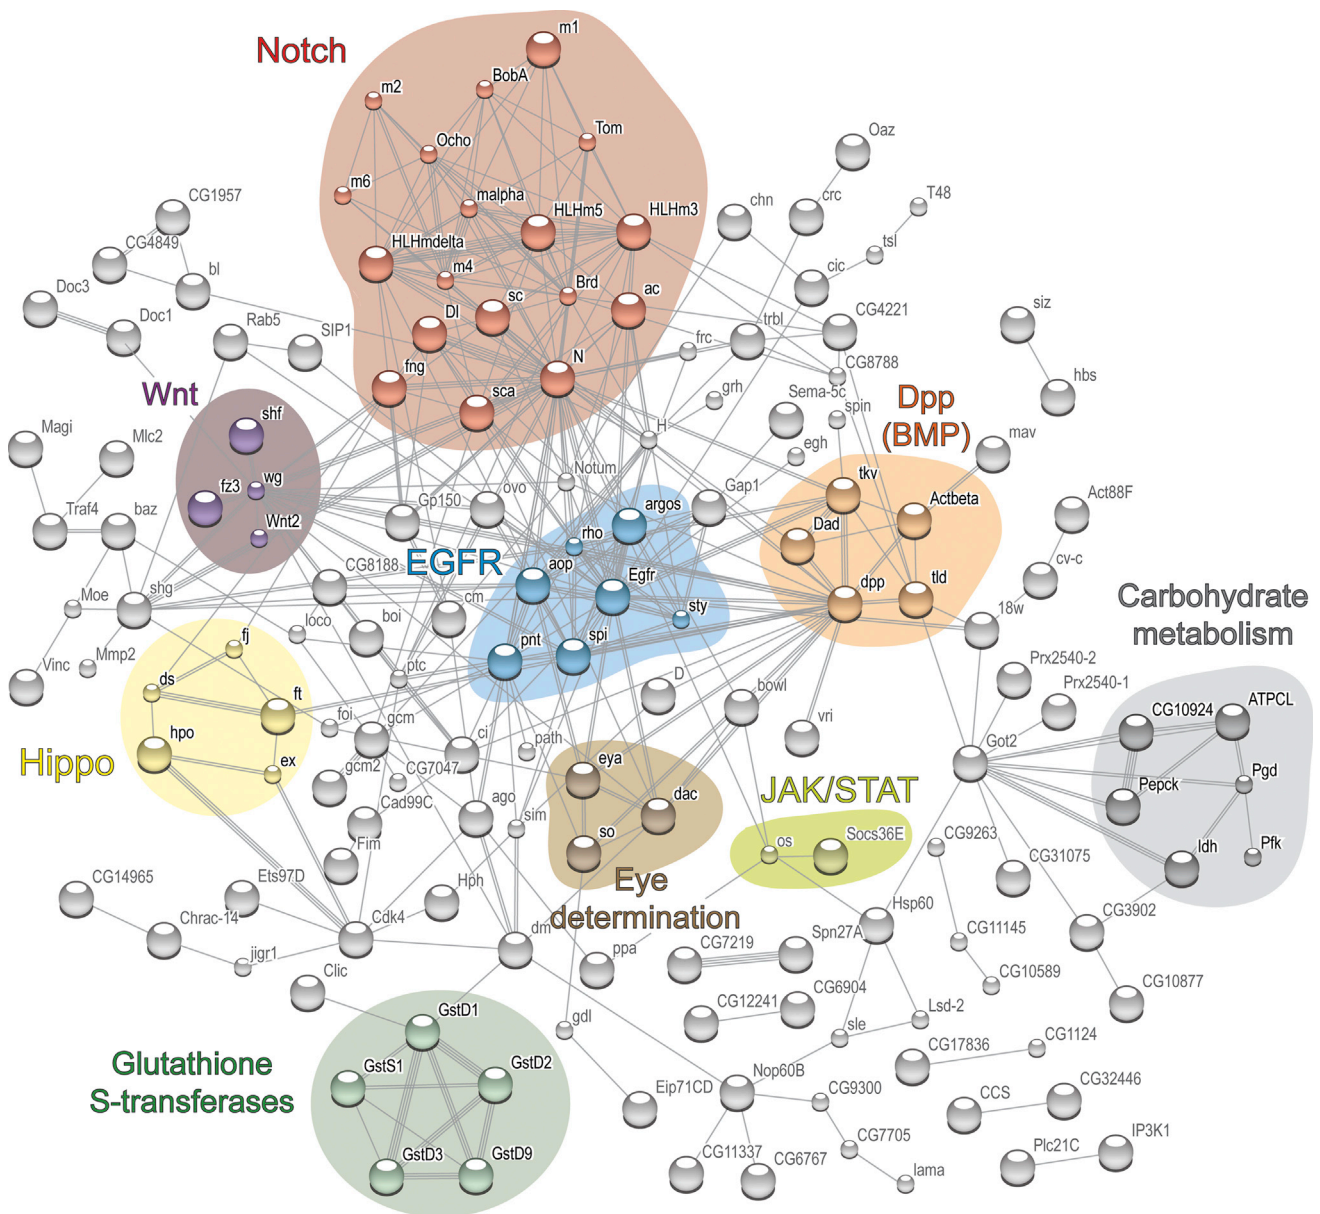 Notch
m1
BobA
m2
Tom
Ocho
m6
malpha
HLHm5
HLHm3
HLHmdelta
m4
Brd
ac
sc
Dl
N
fng
sca
Oaz
T48
crc
chn
tsl
cic
CG1957
CG4849
bl
Doc3
Doc1
Rab5
SIP1
frc
trbl
CG4221
CG8788
siz
hbs
grh
Sema-5c
spin
egh
H
Wnt
shf
wg
fz3
Wnt2
Magi
Mlc2
Traf4
baz
Dpp
(BMP)
mav
tkv
Actbeta
Dad
dpp
tld
Act88F
cv-c
18w
Notum
Gp150
ovo
Gap1
EGFR
argos
rho
aop
Egfr
sty
pnt
spi
CG8188
cm
shg
Moe
Mmp2
Vinc
loco
boi
ptc
D
bowl
vri
Prx2540-2
Prx2540-1
Got2
Carbohydrate
metabolism
CG10924
ATPCL
Pepck
Pgd
Idh
Pfk
Hippo
fj
ds
ft
hpo
ex
foi
gcm
ci
path
gcm2
CG7047
Cad99C
Fim
ago
sim
eya
dac
so
Eye
determination
JAK/STAT
os
Socs36E
CG9263
CG31075
CG3902
CG11145
CG10589
CG10877
Hsp60
CG14965
Ets97D
Hph
Chrac-14
Cdk4
jigr1
dm
ppa
CG7219
Spn27A
Clic
CG12241
CG6904
Lsd-2
sle
gdl
CG17836
CG1124
Glutathione
S-transferases
GstD1
GstS1
GstD2
GstD3
GstD9
Eip71CD
Nop60B
CG9300
CCS
CG32446
CG7705
lama
CG11337
CG6767
Plc21C
IP3K1